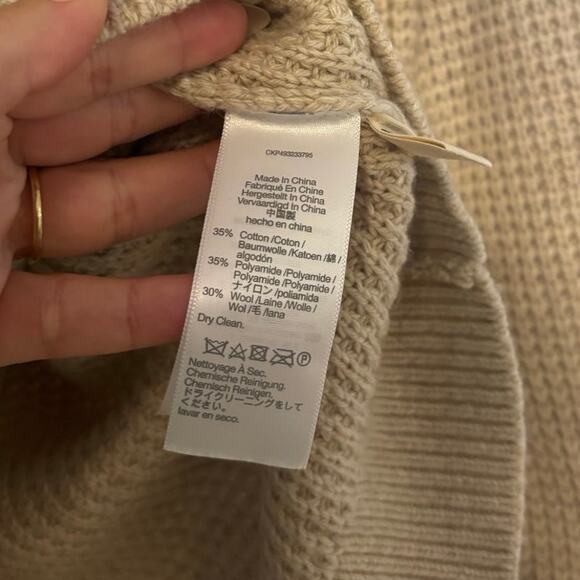 CKP493233795
Made In China
Fabriqué En Chine
Hergestellt In China
Vervaardigd In China
中国製
hecho en china
35% Cotton /Coton /
Baumwolle /Katoen /綿 /
algodón
35% Polyamide /Polyamide /
Polyamide /Polyamide /
ナイロン /poliamida
30% Wool /Laine /Wolle /
Wol /毛 /lana
Dry Clean.
P
Nettoyage À Sec.
Chemische Reinigung.
Chemisch Reinigen.
ドライクリーニングをして
ください。
lavar en seco.